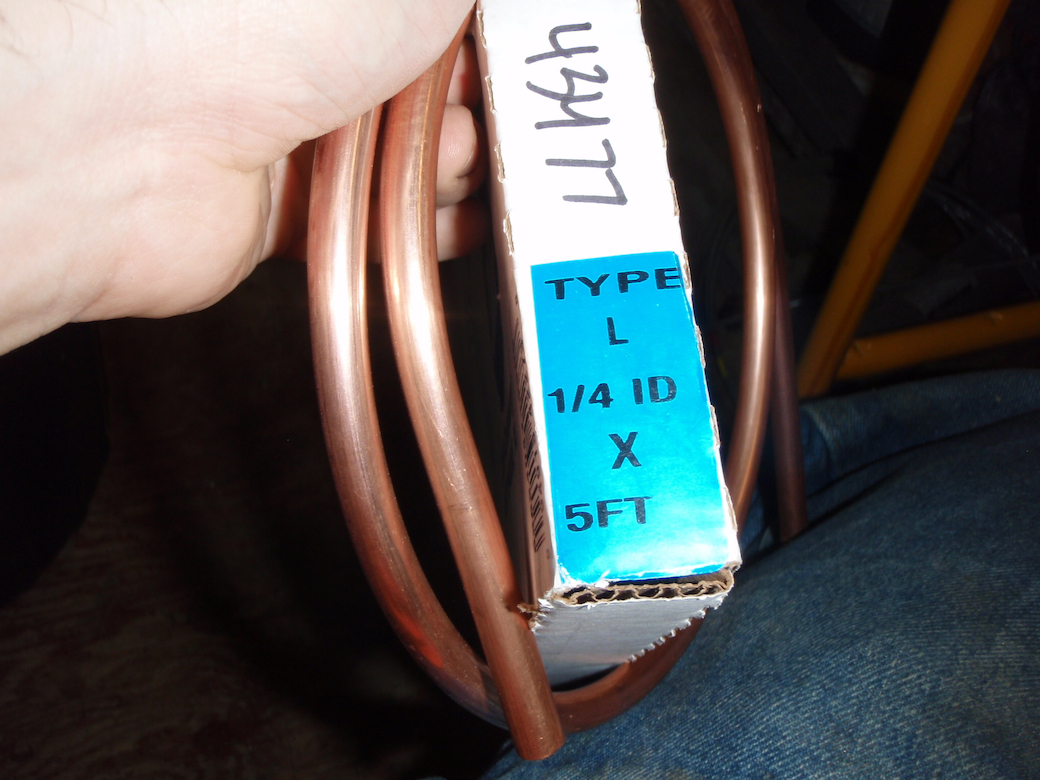 43477
TYPE
L
1/4 ID
X
5FT